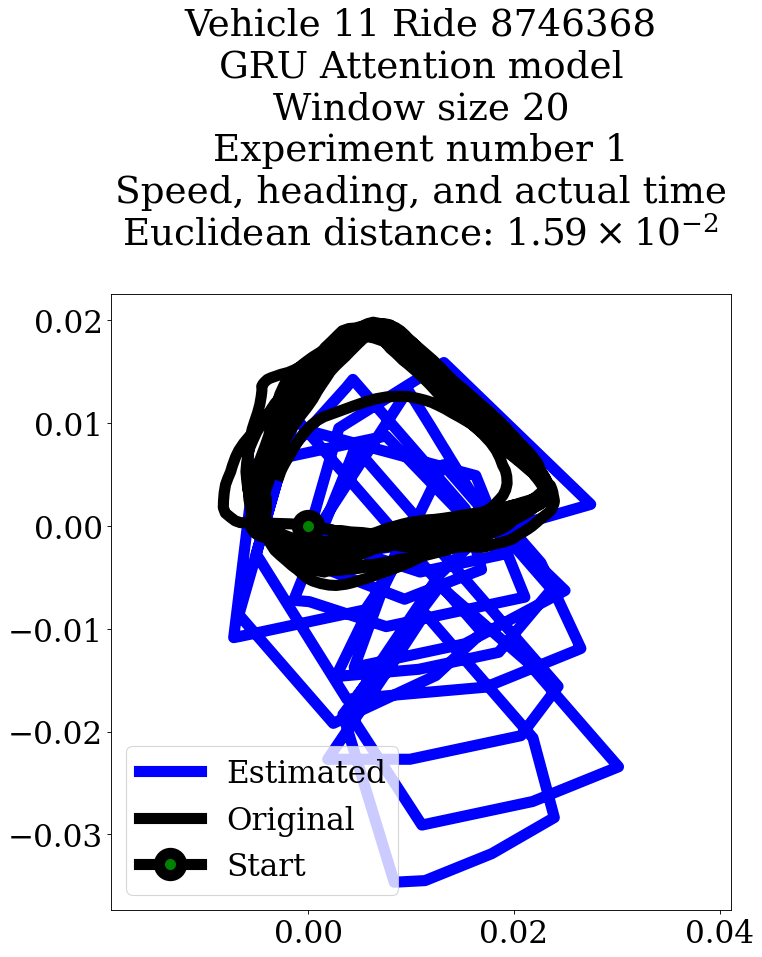 Vehicle 11 Ride 8746368
GRU Attention model
Window size 20
Experiment number 1
Speed, heading, and actual time
Euclidean distance: 1.59 × 10⁻²
0.02
0.01
0.00
−0.01
−0.02
−0.03
Estimated
Original
Start
0.00 0.02 0.04